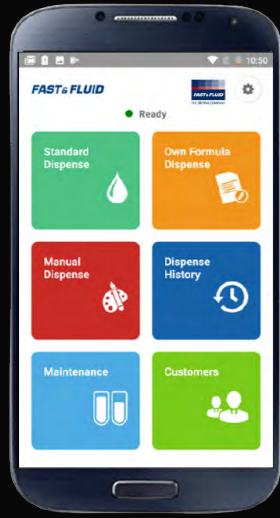 10:50
FAST & FLUID
FAST & FLUID
Ready
Standard
Dispense
Own Formula
Dispense
Manual
Dispense
Dispense
History
Maintenance
Customers